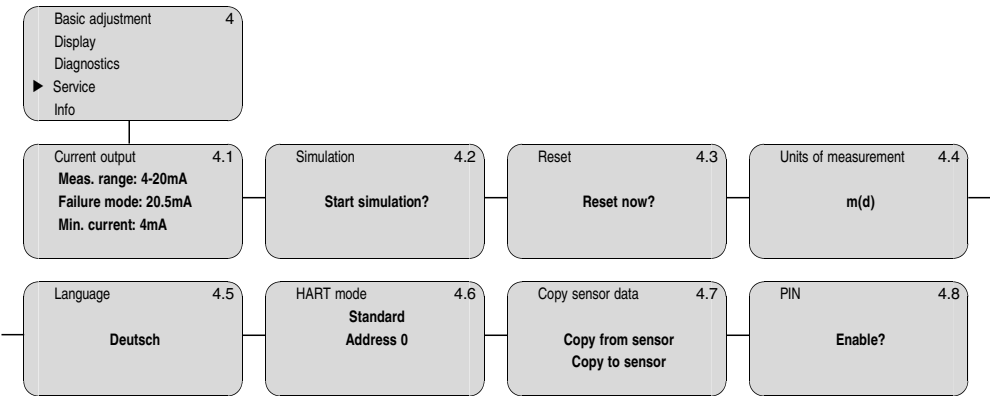 Basic adjustment 4
Display
Diagnostics
Service
Info
Current output 4.1
Meas. range: 4-20mA
Failure mode: 20.5mA
Min. current: 4mA
Simulation 4.2
Start simulation?
Reset 4.3
Reset now?
Units of measurement 4.4
m(d)
Language 4.5
Deutsch
HART mode 4.6
Standard
Address 0
Copy sensor data 4.7
Copy from sensor
Copy to sensor
PIN 4.8
Enable?